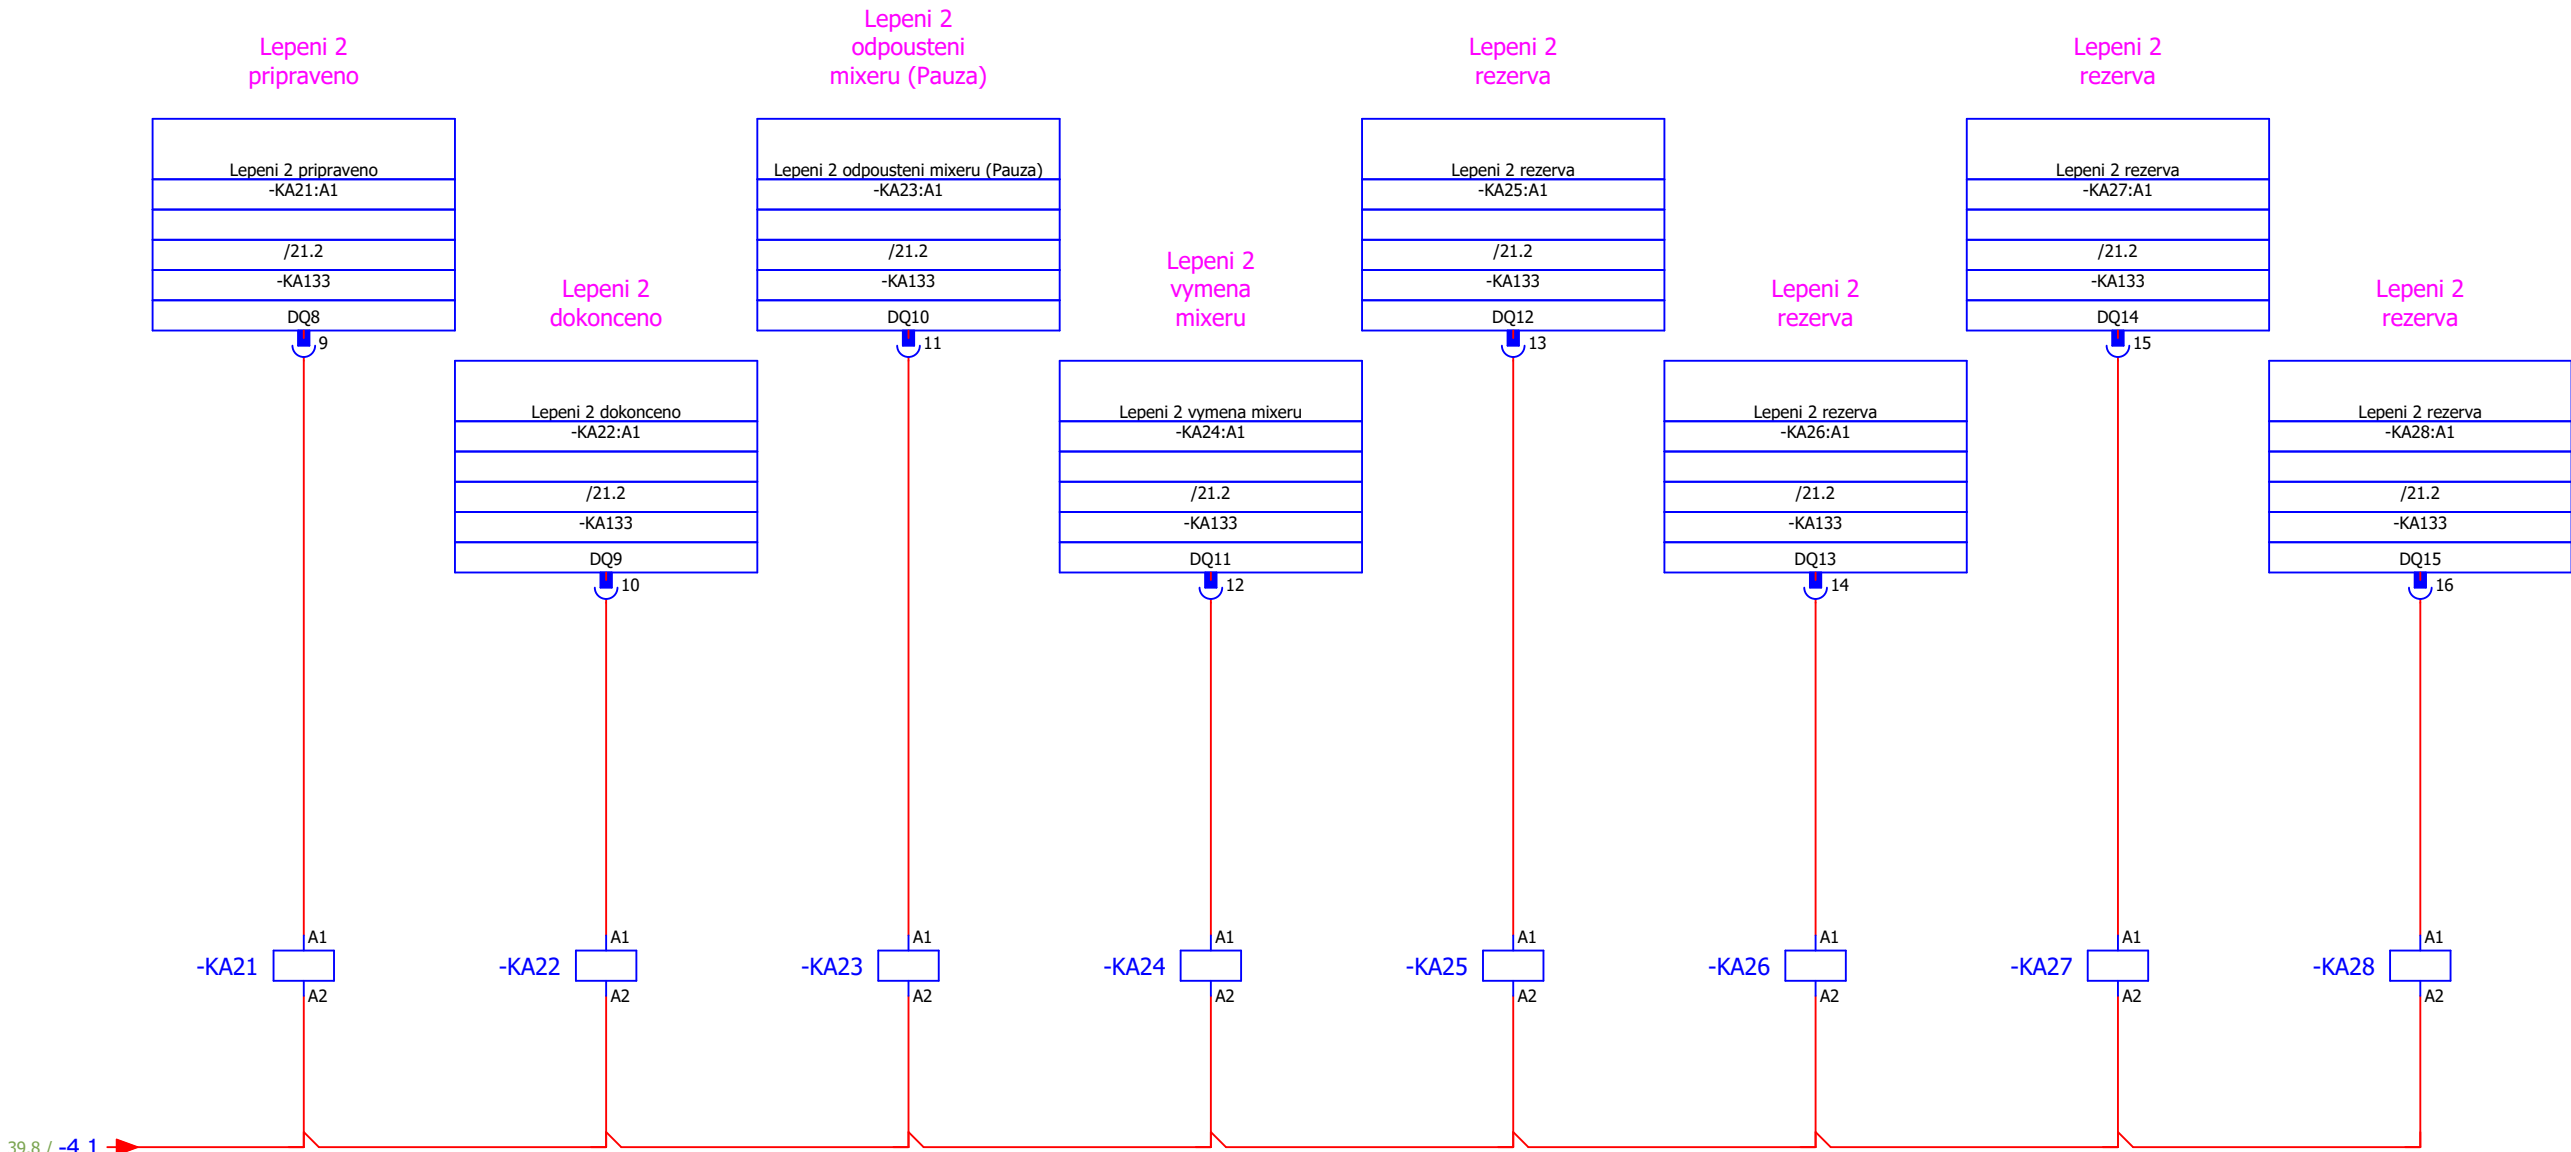 Lepeni 2
pripraveno
Lepeni 2
odpousteni
mixeru (Pauza)
Lepeni 2
rezerva
Lepeni 2
rezerva
Lepeni 2 pripraveno
-KA21:A1
/21.2
-KA133
DQ8
9
Lepeni 2 odpousteni mixeru (Pauza)
-KA23:A1
/21.2
-KA133
DQ10
11
Lepeni 2 rezerva
-KA25:A1
/21.2
-KA133
DQ12
13
Lepeni 2 rezerva
-KA27:A1
/21.2
-KA133
DQ14
15
Lepeni 2
dokonceno
Lepeni 2
vymena
mixeru
Lepeni 2
rezerva
Lepeni 2
rezerva
Lepeni 2 dokonceno
-KA22:A1
/21.2
-KA133
DQ9
10
Lepeni 2 vymena mixeru
-KA24:A1
/21.2
-KA133
DQ11
12
Lepeni 2 rezerva
-KA26:A1
/21.2
-KA133
DQ13
14
Lepeni 2 rezerva
-KA28:A1
/21.2
-KA133
DQ15
16
A1
-KA21
A2
A1
-KA22
A2
A1
-KA23
A2
A1
-KA24
A2
A1
-KA25
A2
A1
-KA26
A2
A1
-KA27
A2
A1
-KA28
A2
39.8 / -4.1